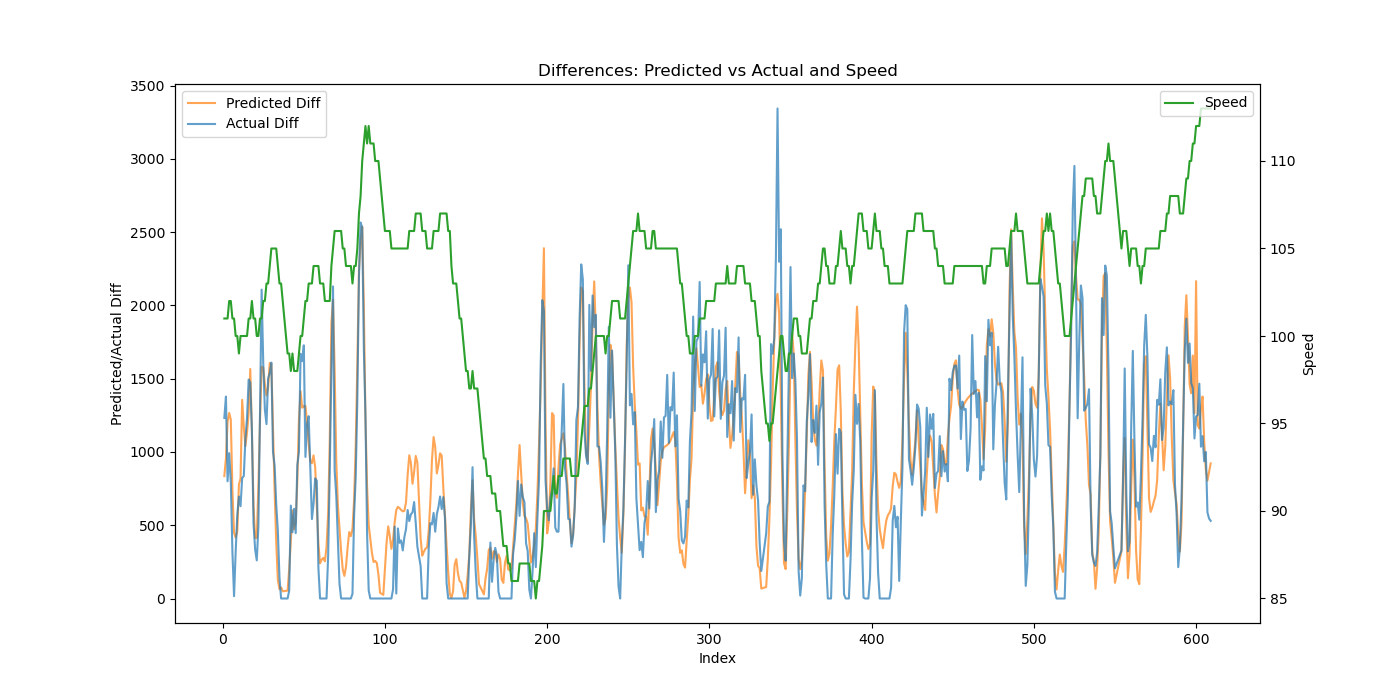 Differences: Predicted vs Actual and Speed
Predicted Diff
Actual Diff
Speed
3500
3000
2500
2000
1500
1000
500
0
Predicted/Actual Diff
110
105
100
95
90
85
Speed
0 100 200 300 400 500 600
Index